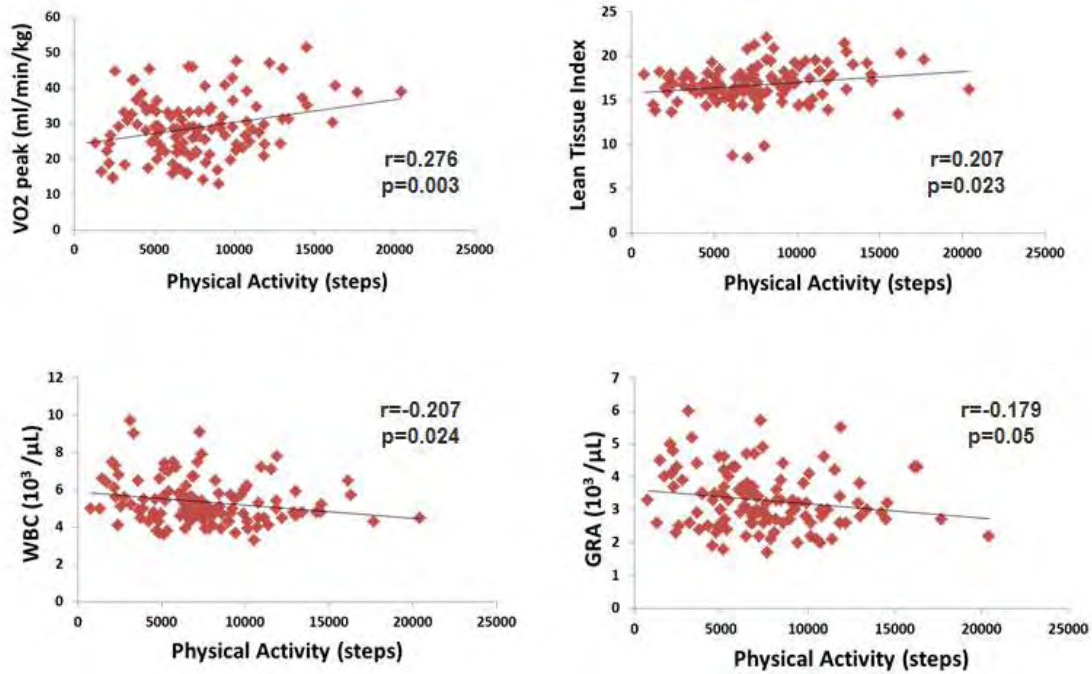 VO2 peak (ml/min/kg)
60
50
40
30
20
10
0
r=0.276
p=0.003
0 5000 10000 15000 20000 25000
Physical Activity (steps)
Lean Tissue Index
25
20
15
10
5
0
r=0.207
p=0.023
0 5000 10000 15000 20000 25000
Physical Activity (steps)
WBC (10³ /µL)
12
10
8
6
4
2
0
r=-0.207
p=0.024
0 5000 10000 15000 20000 25000
Physical Activity (steps)
GRA (10³ /µL)
7
6
5
4
3
2
1
0
r=-0.179
p=0.05
0 5000 10000 15000 20000 25000
Physical Activity (steps)